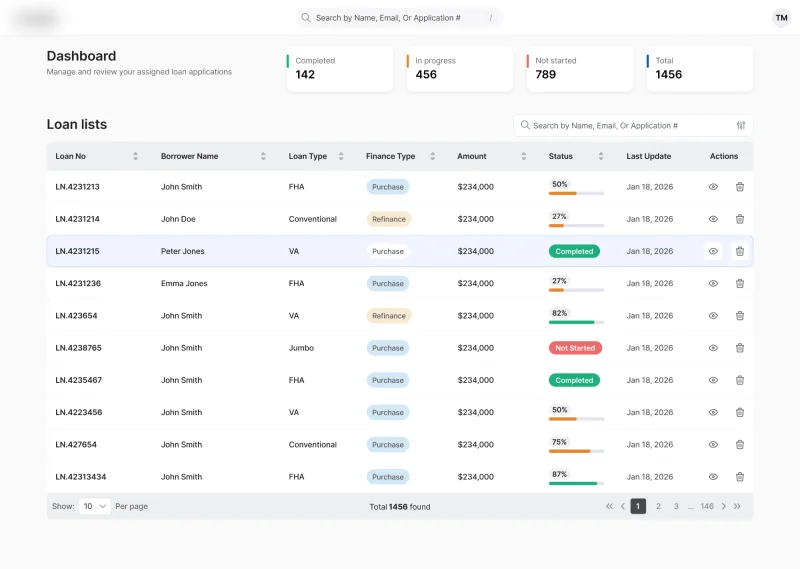 Search by Name, Email, Or Application # /
TM
Dashboard
Manage and review your assigned loan applications
Completed
142
In progress
456
Not started
789
Total
1456
Loan lists
Search by Name, Email, Or Application #
Loan No Borrower Name Loan Type Finance Type Amount Status Last Update Actions
LN.4231213 John Smith FHA Purchase $234,000 50% Jan 18, 2026
LN.4231214 John Doe Conventional Refinance $234,000 27% Jan 18, 2026
LN.4231215 Peter Jones VA Purchase $234,000 Completed Jan 18, 2026
LN.4231236 Emma Jones FHA Purchase $234,000 27% Jan 18, 2026
LN.423654 John Smith VA Refinance $234,000 82% Jan 18, 2026
LN.4238765 John Smith Jumbo Purchase $234,000 Not Started Jan 18, 2026
LN.4235467 John Smith FHA Purchase $234,000 Completed Jan 18, 2026
LN.4223456 John Smith VA Purchase $234,000 50% Jan 18, 2026
LN.427654 John Smith Conventional Purchase $234,000 75% Jan 18, 2026
LN.42313434 John Smith FHA Purchase $234,000 87% Jan 18, 2026
Show: 10 Per page Total 1456 found 1 2 3 ... 146